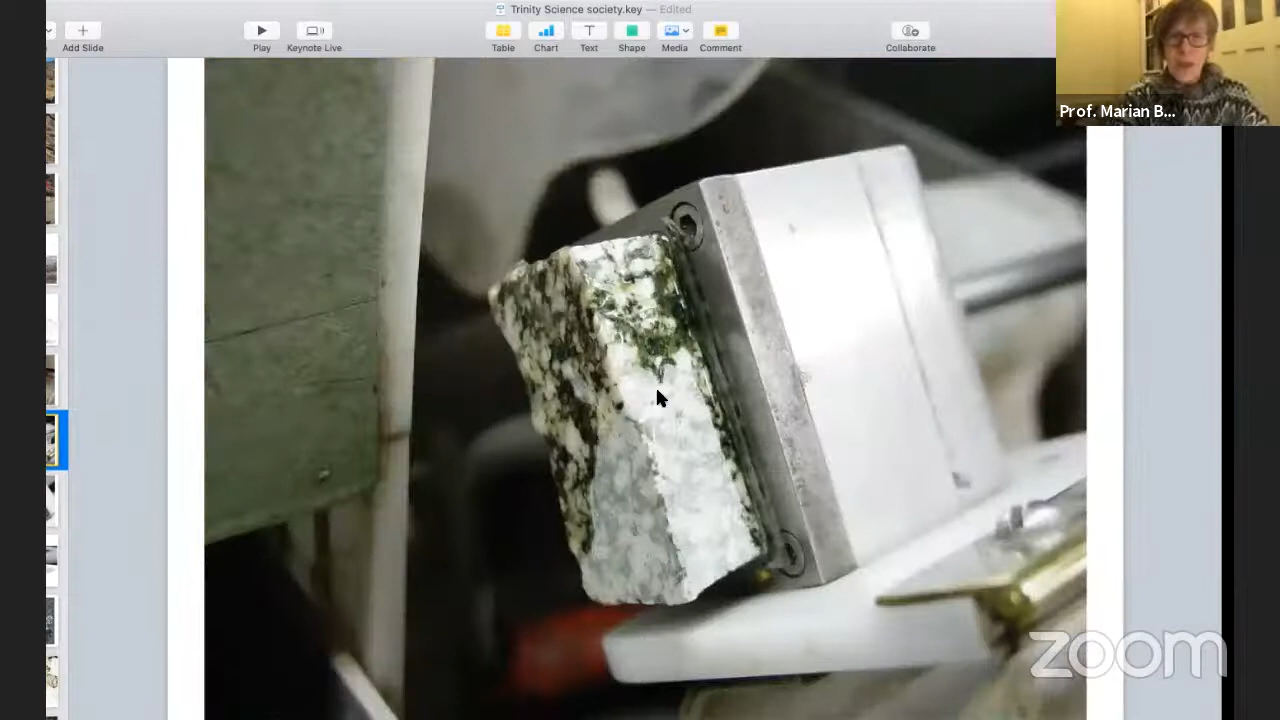 Trinity Science society.key — Edited
Add Slide
Play
Keynote Live
Table
Chart
Text
Shape
Media
Comment
Collaborate
Prof. Marian B...
zoom